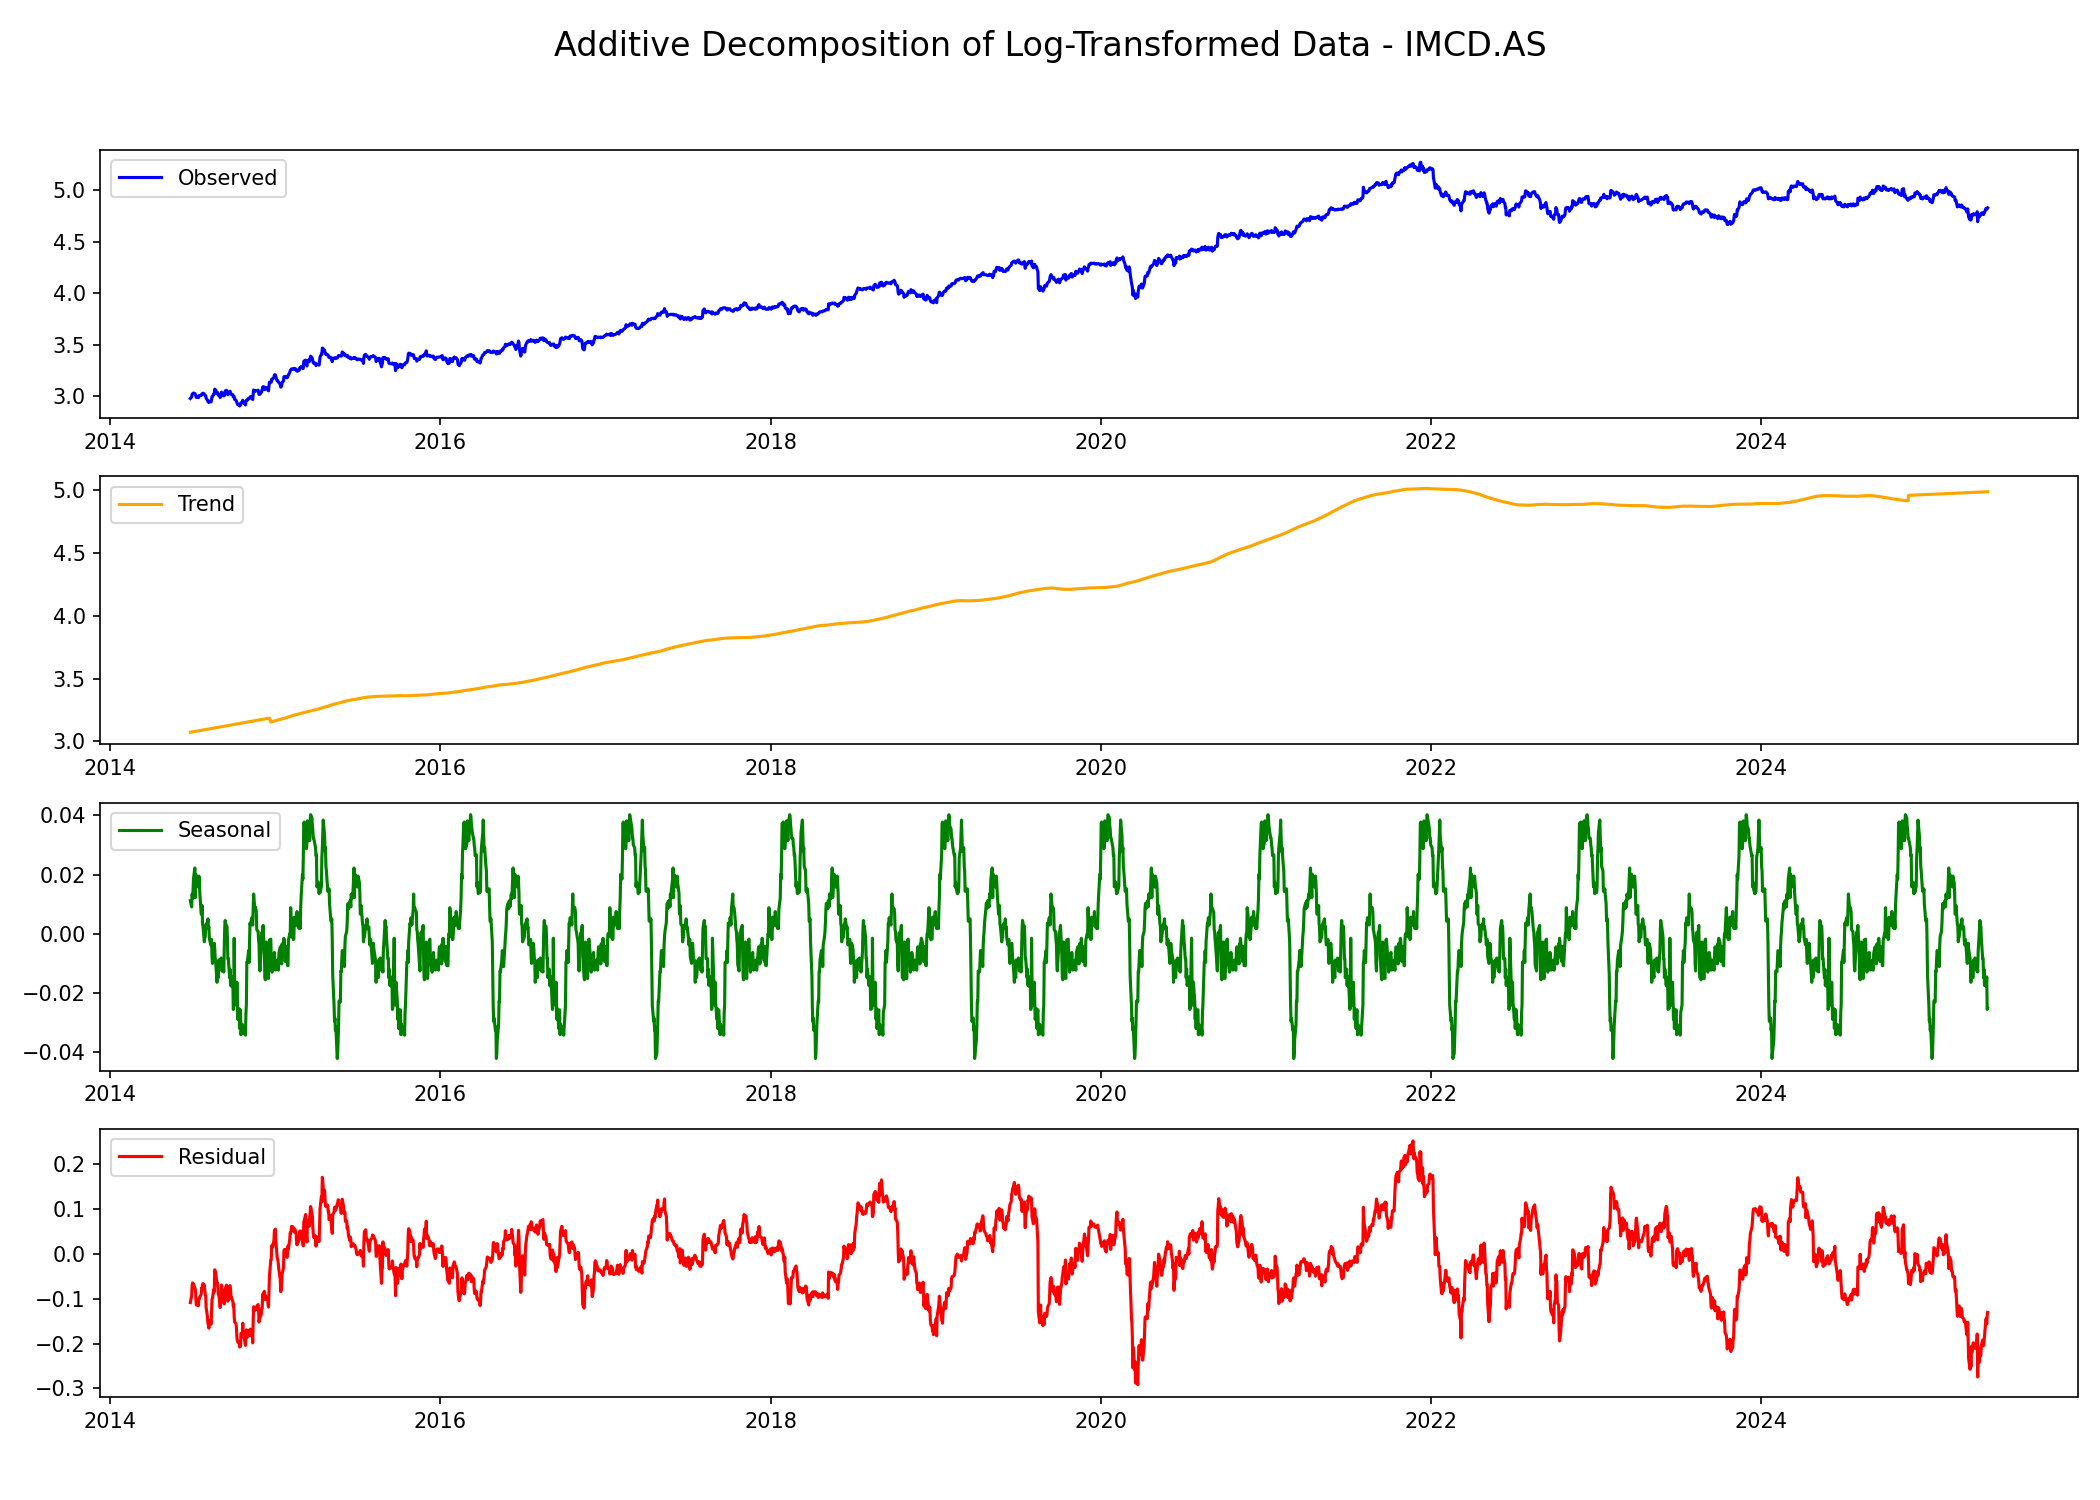 Additive Decomposition of Log-Transformed Data - IMCD.AS
Observed
5.0
4.5
4.0
3.5
3.0
2014 2016 2018 2020 2022 2024
Trend
5.0
4.5
4.0
3.5
3.0
2014 2016 2018 2020 2022 2024
Seasonal
0.04
0.02
0.00
−0.02
−0.04
2014 2016 2018 2020 2022 2024
Residual
0.2
0.1
0.0
−0.1
−0.2
−0.3
2014 2016 2018 2020 2022 2024